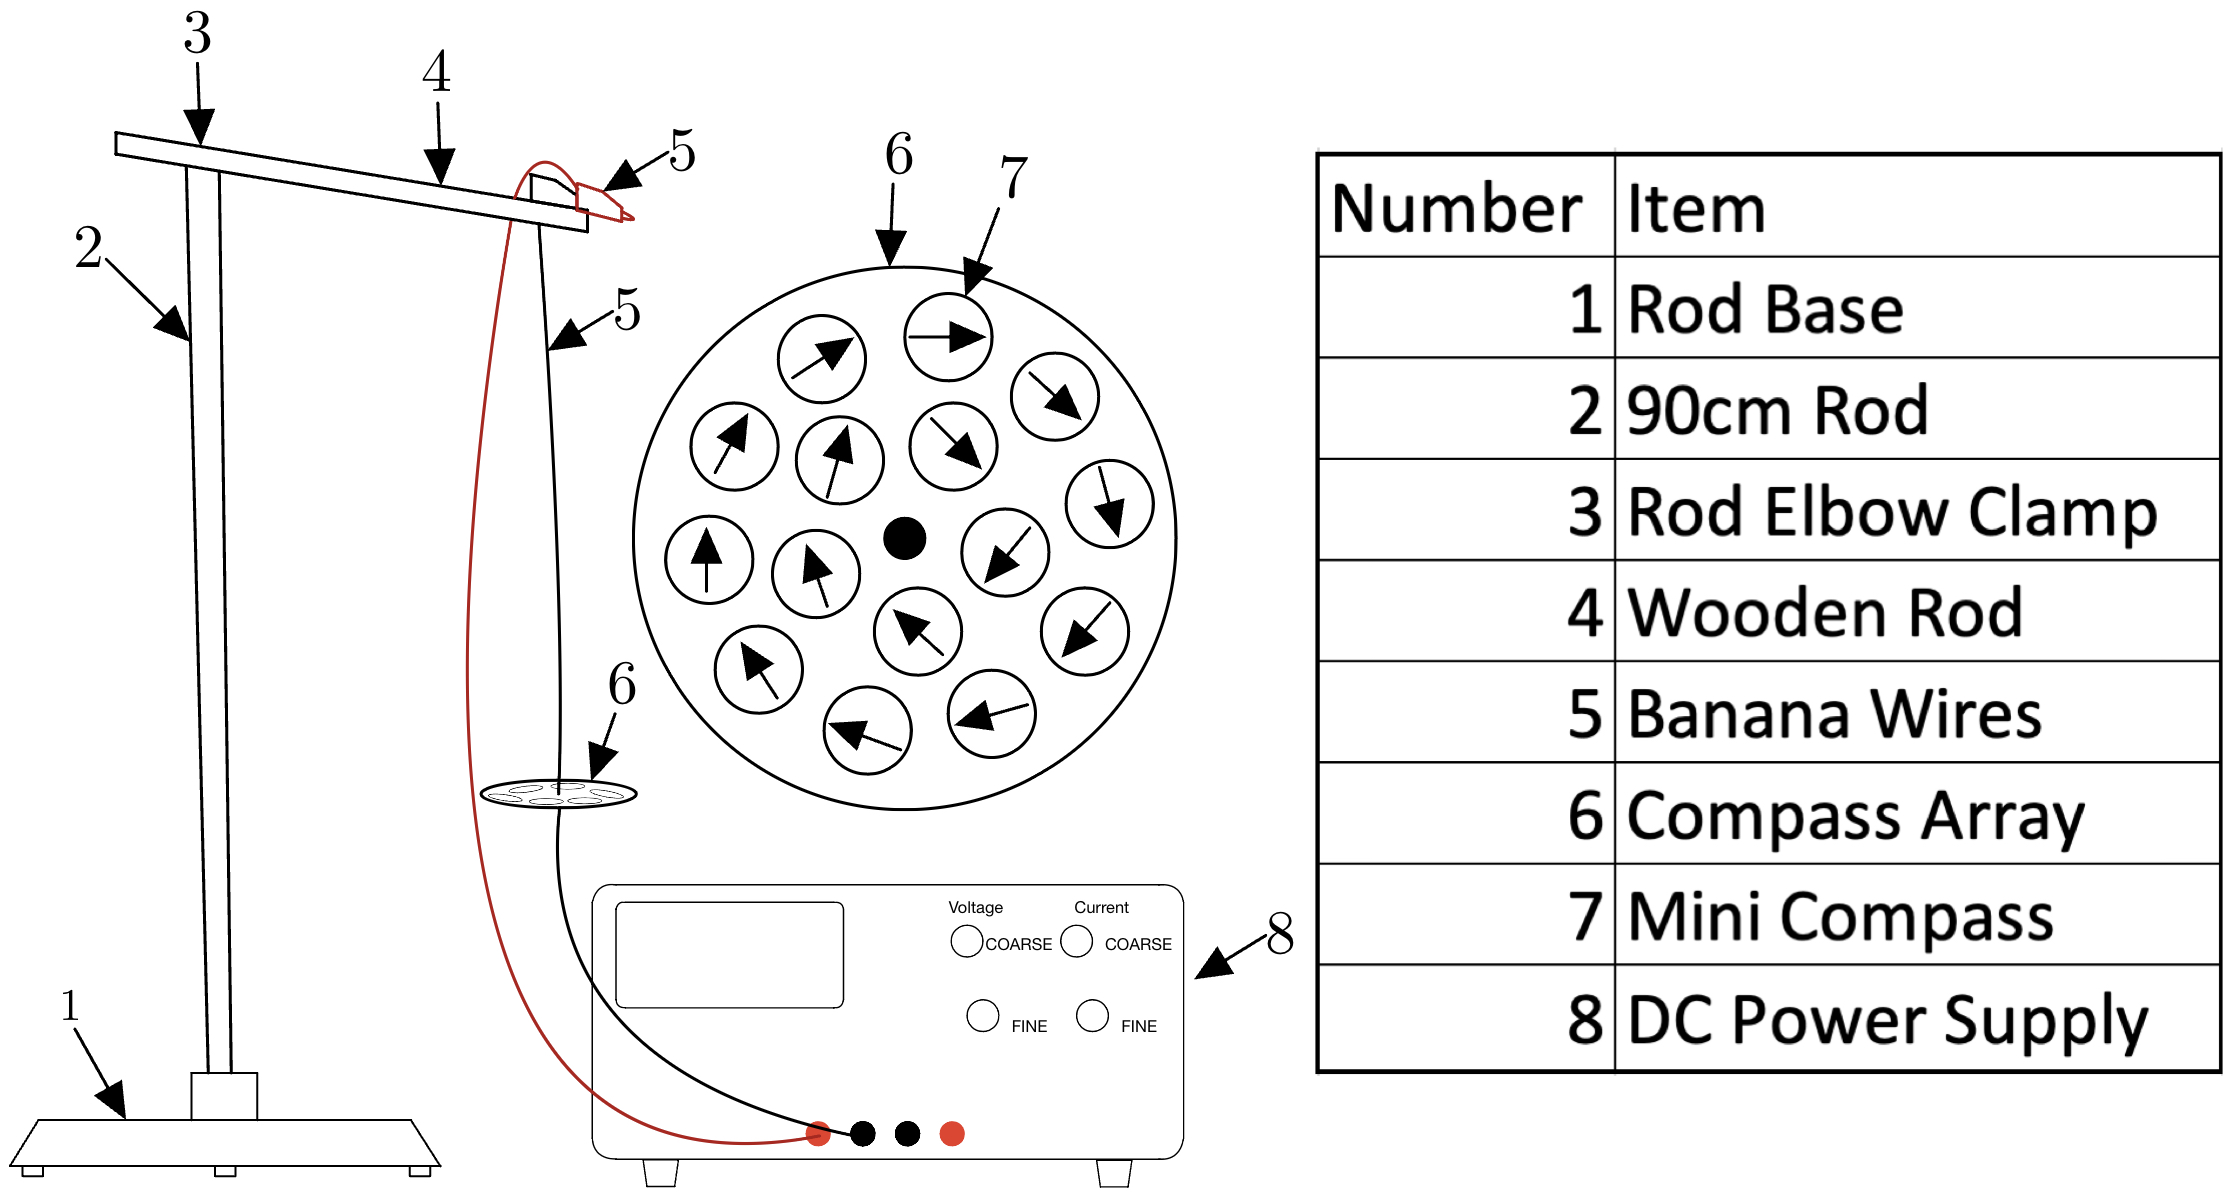 3
4
5
6
7
2
5
6
1
8
Voltage Current
COARSE COARSE
FINE FINE
Number Item
1 Rod Base
2 90cm Rod
3 Rod Elbow Clamp
4 Wooden Rod
5 Banana Wires
6 Compass Array
7 Mini Compass
8 DC Power Supply